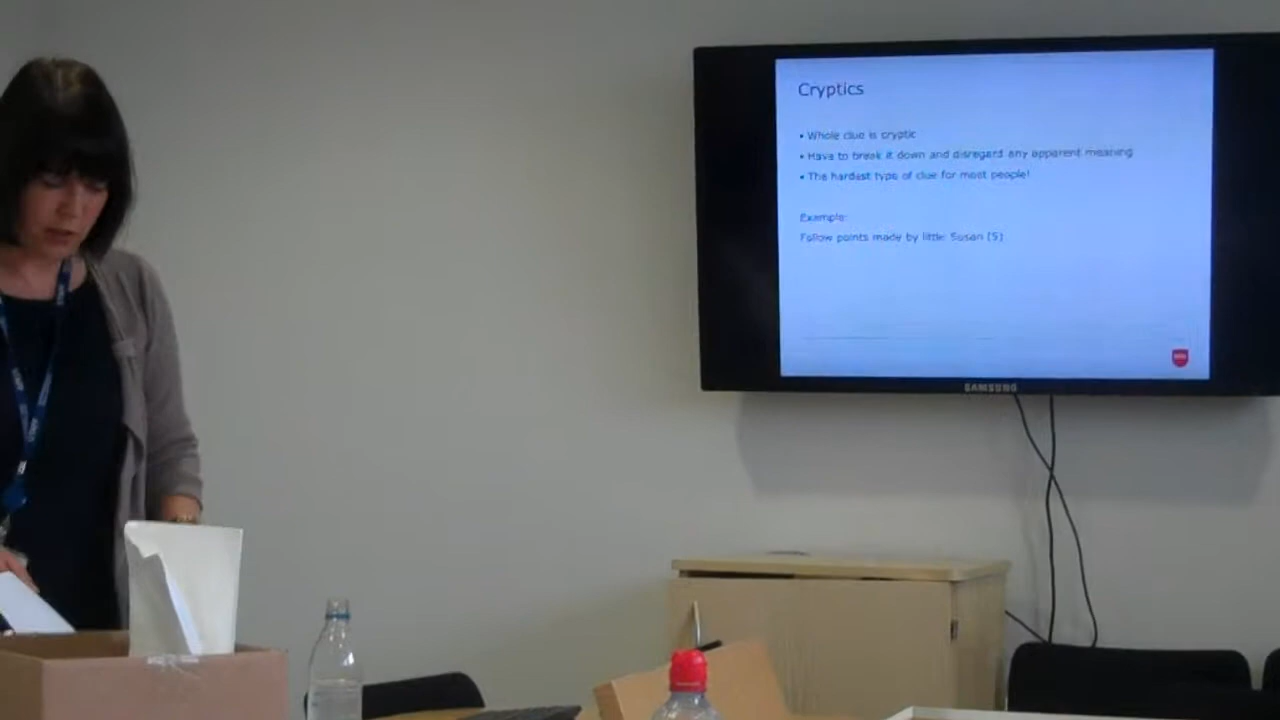 Cryptics
• Whole clue is cryptic
• Have to break it down and disregard any apparent meaning
• The hardest type of clue for most people!
Example:
Follow points made by little Susan (5)
SAMSUNG